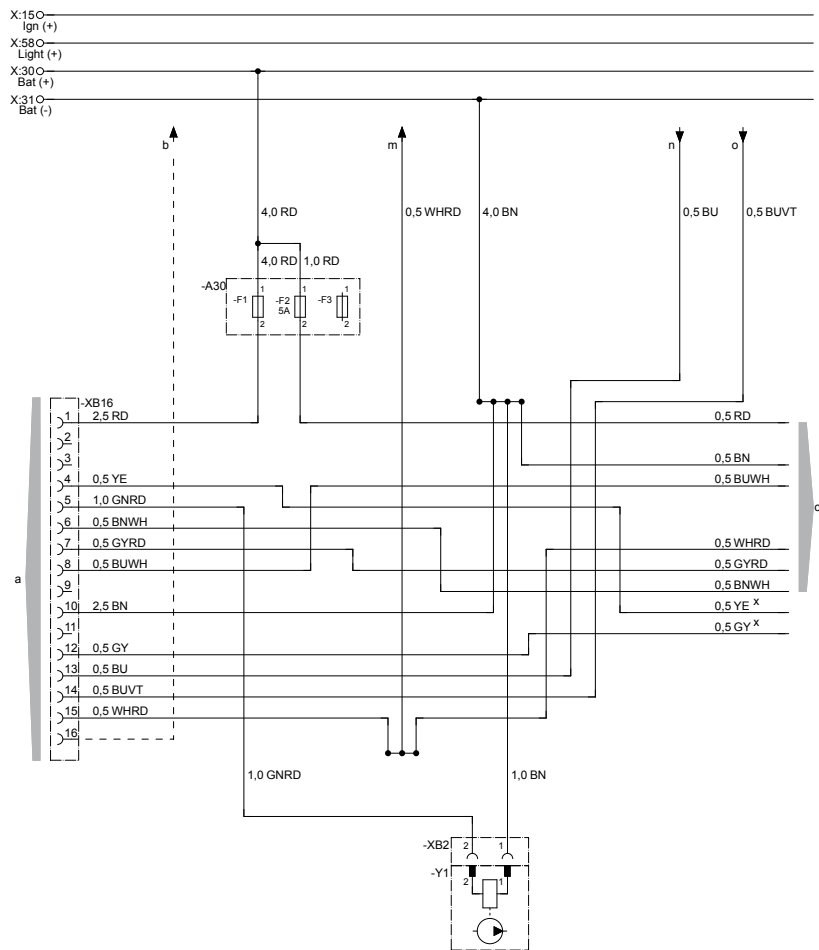 X:15
Ign (+)
X:58
Light (+)
X:30
Bat (+)
X:31
Bat (-)
b
m
n
o
4,0 RD
0,5 WHRD
4,0 BN
0,5 BU
0,5 BUVT
4,0 RD
1,0 RD
-A30
1
1
1
-F1
-F2
5A
-F3
2
2
2
-XB16
1
2,5 RD
0,5 RD
2
3
0,5 BN
4
0,5 YE
0,5 BUWH
5
1,0 GNRD
c
6
0,5 BNWH
7
0,5 GYRD
0,5 WHRD
a
8
0,5 BUWH
0,5 GYRD
9
0,5 BNWH
10
2,5 BN
0,5 YE x
11
0,5 GY x
12
0,5 GY
13
0,5 BU
14
0,5 BUVT
15
0,5 WHRD
16
1,0 GNRD
1,0 BN
-XB2
2
1
-Y1
2
1